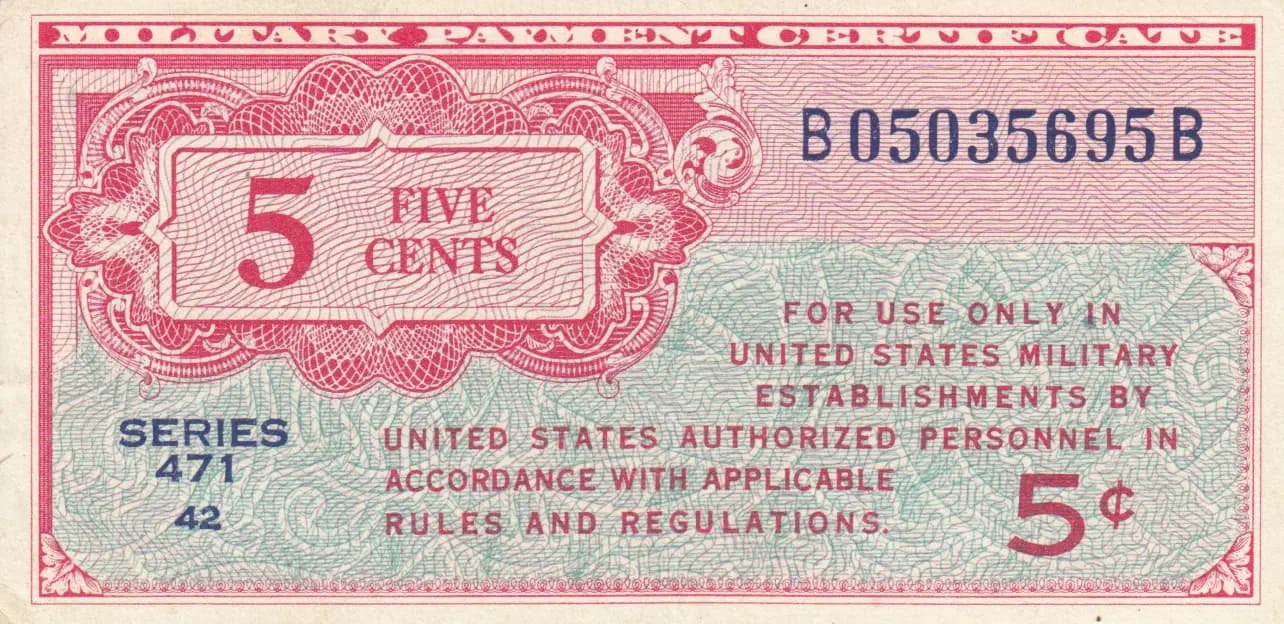 MILITARY PAYMENT CERTIFICATE
B05035695B
5 FIVE
CENTS
FOR USE ONLY IN
UNITED STATES MILITARY
ESTABLISHMENTS BY
UNITED STATES AUTHORIZED PERSONNEL IN
ACCORDANCE WITH APPLICABLE
RULES AND REGULATIONS.
SERIES
471
42
5¢